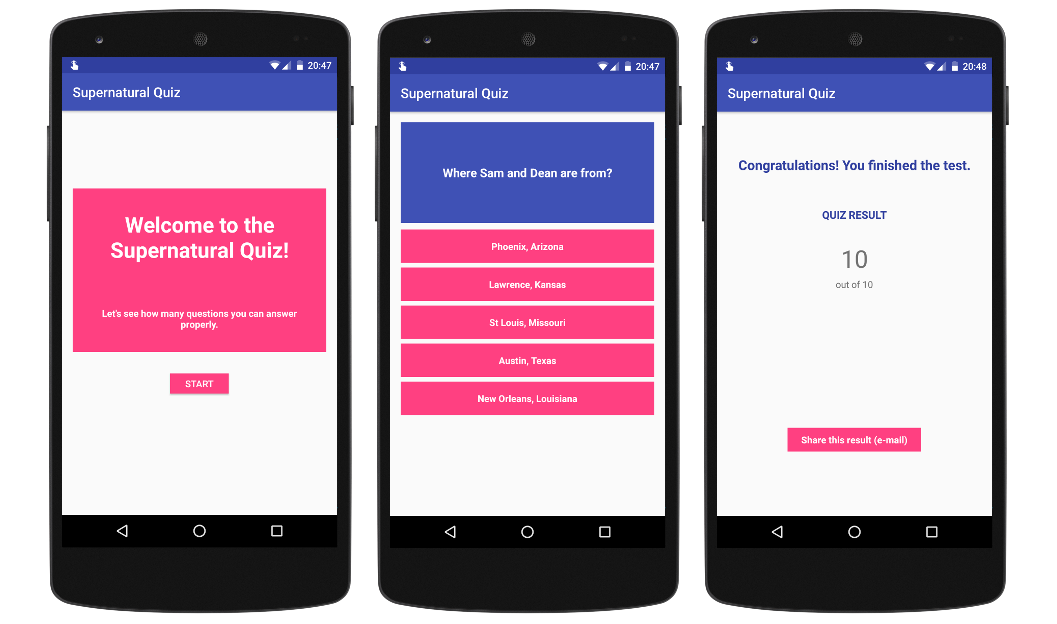 20:47
Supernatural Quiz
Welcome to the
Supernatural Quiz!
Let's see how many questions you can answer
properly.
START
20:47
Supernatural Quiz
Where Sam and Dean are from?
Phoenix, Arizona
Lawrence, Kansas
St Louis, Missouri
Austin, Texas
New Orleans, Louisiana
20:48
Supernatural Quiz
Congratulations! You finished the test.
QUIZ RESULT
10
out of 10
Share this result (e-mail)